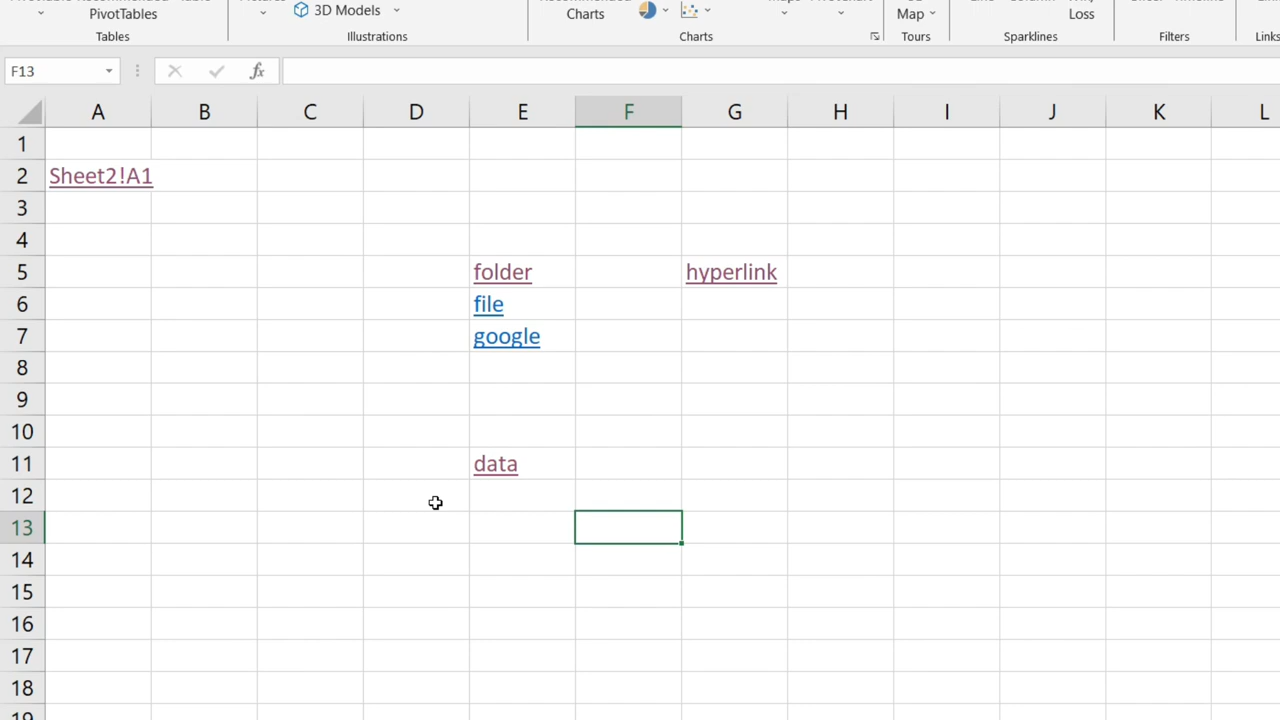 PivotTables
3D Models
Charts
Map
Loss
Tables
Illustrations
Charts
Tours
Sparklines
Filters
F13
fx
A B C D E F G H I J K L
1
2 Sheet2!A1
3
4
5 folder hyperlink
6 file
7 google
8
9
10
11 data
12
13
14
15
16
17
18